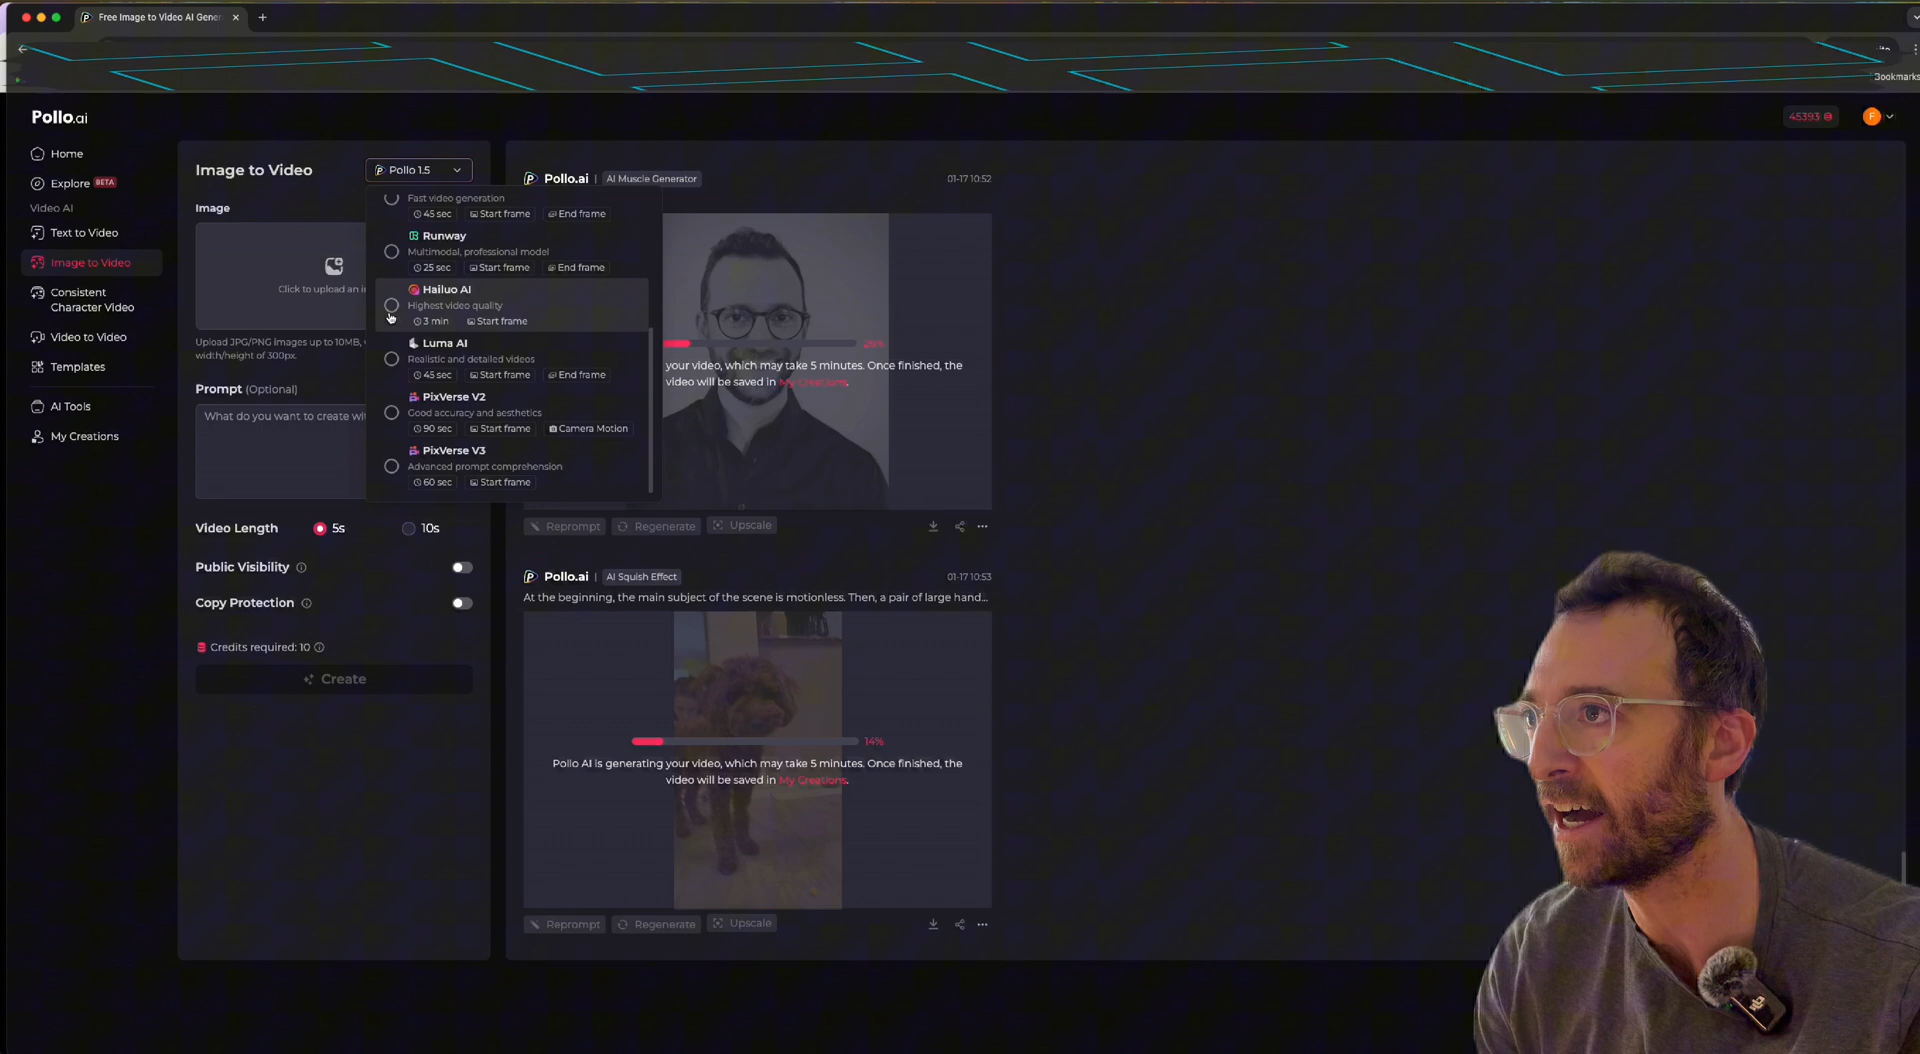 Free Image to Video AI Gener
Bookmarks
Pollo.ai
45393
F
Home
Explore BETA
Video AI
Text to Video
Image to Video
Consistent
Character Video
Video to Video
Templates
AI Tools
My Creations
Image to Video
Pollo 1.5
Image
Click to upload an i
Upload JPG/PNG images up to 10MB,
width/height of 300px.
Prompt (Optional)
What do you want to create wit
Fast video generation
45 sec Start frame End frame
Runway
Multimodal, professional model
25 sec Start frame End frame
Hailuo AI
Highest video quality
3 min Start frame
Luma AI
Realistic and detailed videos
45 sec Start frame End frame
PixVerse V2
Good accuracy and aesthetics
90 sec Start frame Camera Motion
PixVerse V3
Advanced prompt comprehension
60 sec Start frame
Video Length 5s 10s
Public Visibility
Copy Protection
Credits required: 10
Create
Pollo.ai | AI Muscle Generator 01-17 10:52
your video, which may take 5 minutes. Once finished, the
video will be saved in My Creations.
Reprompt Regenerate Upscale
Pollo.ai | AI Squish Effect 01-17 10:53
At the beginning, the main subject of the scene is motionless. Then, a pair of large hand...
14%
Pollo AI is generating your video, which may take 5 minutes. Once finished, the
video will be saved in My Creations.
Reprompt Regenerate Upscale